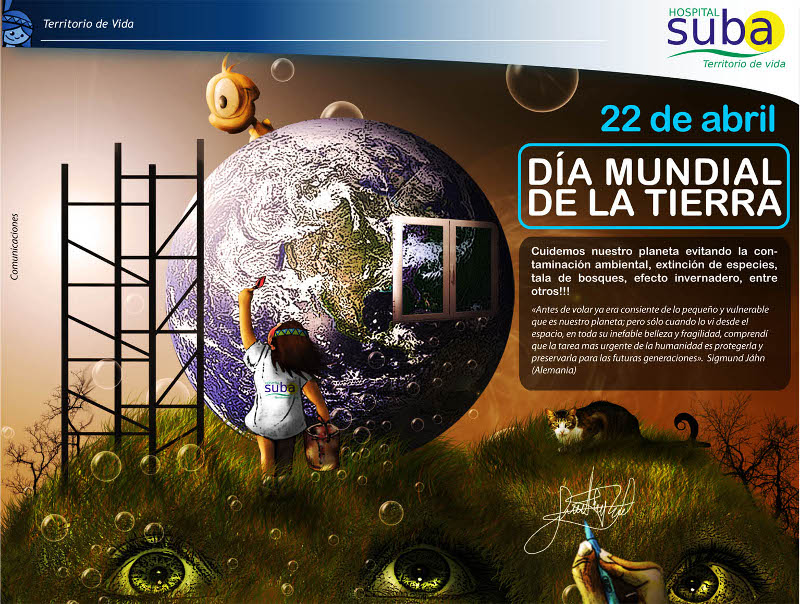 Territorio de Vida
HOSPITAL
suba
Territorio de vida
22 de abril
DÍA MUNDIAL
DE LA TIERRA
Comunicaciones
Cuidemos nuestro planeta evitando la con-
taminación ambiental, extinción de especies,
tala de bosques, efecto invernadero, entre
otros!!!
«Antes de volar ya era consiente de lo pequeño y vulnerable
que es nuestro planeta; pero sólo cuando lo vi desde el
espacio, en toda su inefable belleza y fragilidad, comprendí
que la tarea mas urgente de la humanidad es protegerla y
preservarla para las futuras generaciones». Sigmund Jähn
(Alemania)
suba